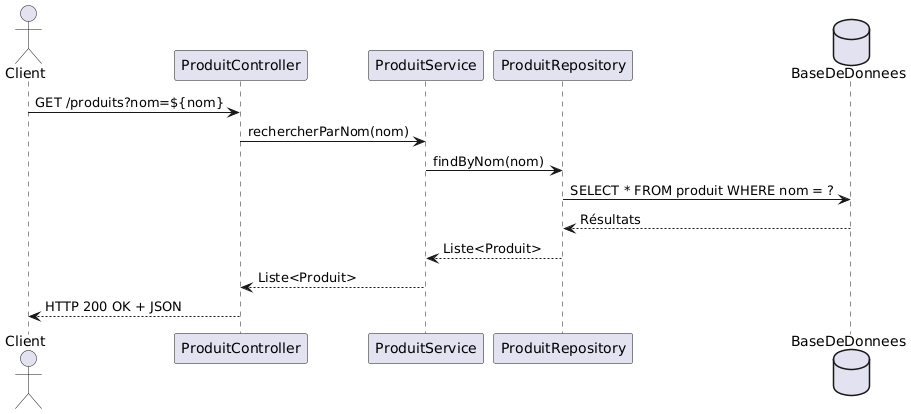 Client
ProduitController
ProduitService
ProduitRepository
BaseDeDonnees
GET /produits?nom=${nom}
rechercherParNom(nom)
findByNom(nom)
SELECT * FROM produit WHERE nom = ?
Résultats
Liste<Produit>
Liste<Produit>
HTTP 200 OK + JSON
Client
ProduitController
ProduitService
ProduitRepository
BaseDeDonnees